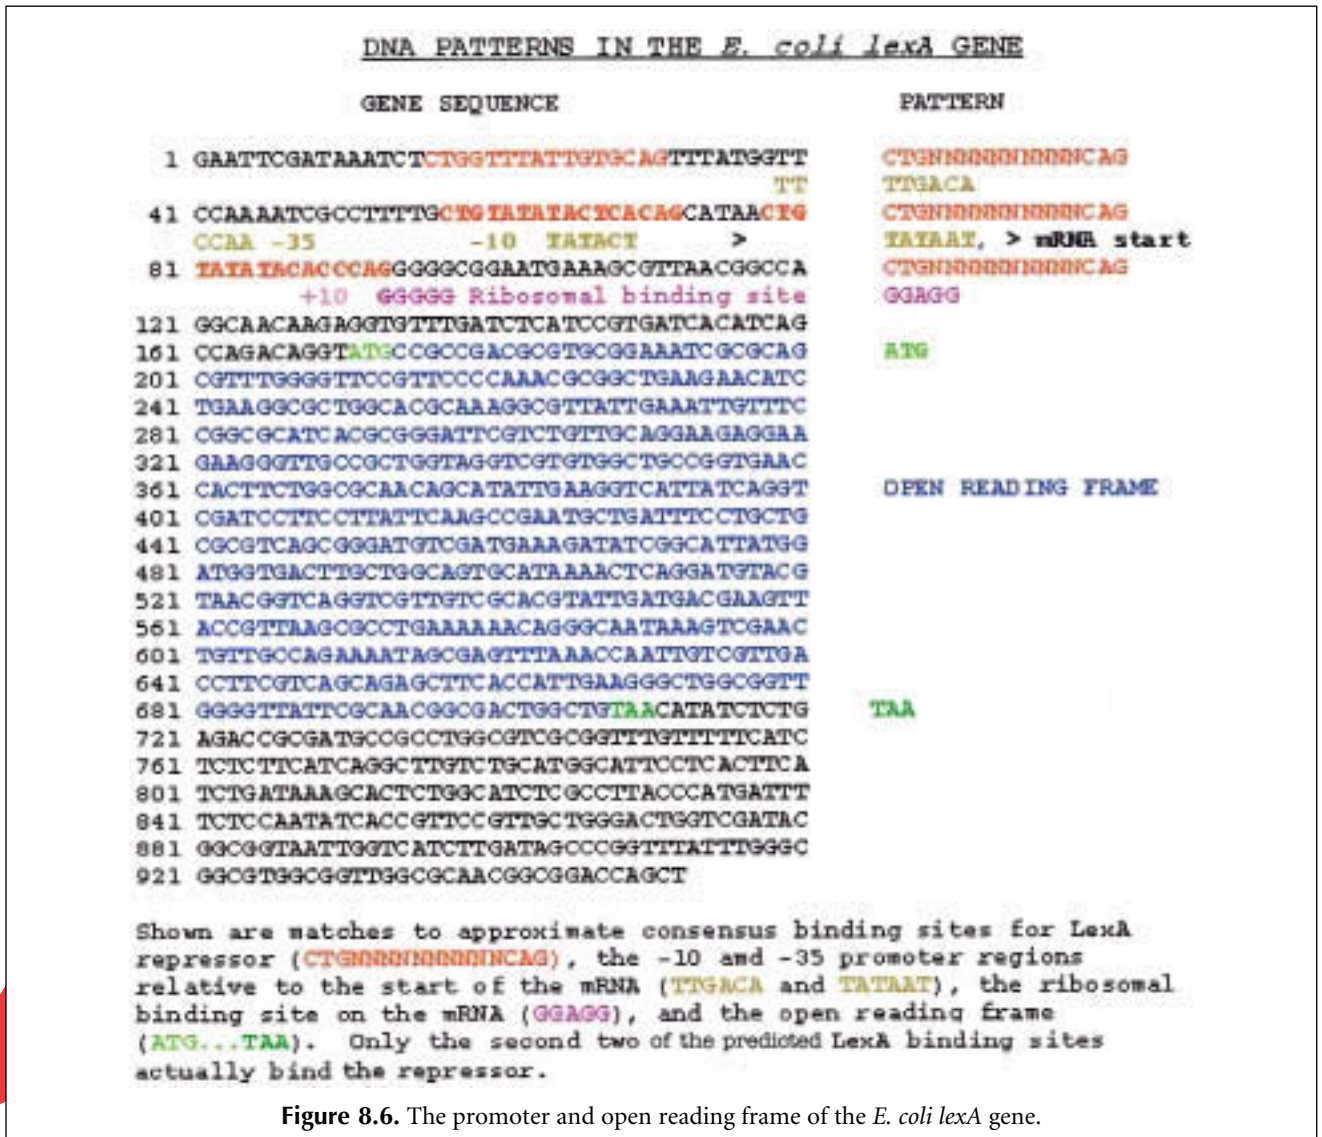 DNA PATTERNS IN THE E. coli lexA GENE
GENE SEQUENCE PATTERN
1 GAATTCGATAAATCTCTGGTTTATTGTGCAGTTTATGGTT CTGNNNNNNNNNNCAG
TT TTGACA
41 CCAAAATCGCCTTTTGCTGTATATACTCACAGCATAACTG CTGNNNNNNNNNNCAG
CCAA -35 -10 TATACT > TATAAT, > mRNA start
81 TATATACACCCAGGGGGCGGAATGAAAGCGTTAACGGCCA CTGNNNNNNNNNNCAG
+10 GGGGG Ribosomal binding site GGAGG
121 GGCAACAAGAGGTGTTTGATCTCATCCGTGATCACATCAG
161 CCAGACAGGTATGCCGCCGACGCGTGCGGAAATCGCGCAG ATG
201 CGTTTGGGGTTCCGTTCCCCAAACGCGGCTGAAGAACATC
241 TGAAGGCGCTGGCACGCAAAGGCGTTATTGAAATTGTTTC
281 CGGCGCATCACGCGGGATTCGTCTGTTGCAGGAAGAGGAA
321 GAAGGGTTGCCGCTGGTAGGTCGTGTGGCTGCCGGTGAAC
361 CACTTCTGGCGCAACAGCATATTGAAGGTCATTATCAGGT OPEN READING FRAME
401 CGATCCTTCCTTATTCAAGCCGAATGCTGATTTCCTGCTG
441 CGCGTCAGCGGGATGTCGATGAAAGATATCGGCATTATGG
481 ATGGTGACTTGCTGGCAGTGCATAAAACTCAGGATGTACG
521 TAACGGTCAGGTCGTTGTCGCACGTATTGATGACGAAGTT
561 ACCGTTAAGCGCCTGAAAAAACAGGGCAATAAAGTCGAAC
601 TGTTGCCAGAAAATAGCGAGTTTAAACCAATTGTCGTTGA
641 CCTTCGTCAGCAGAGCTTCACCATTGAAGGGCTGGCGGTT
681 GGGGTTATTCGCAACGGCGACTGGCTGTAACATATCTCTG TAA
721 AGACCGCGATGCCGCCTGGCGTCGCGGTTTGTTTTTCATC
761 TCTCTTCATCAGGCTTGTCTGCATGGCATTCCTCACTTCA
801 TCTGATAAAGCACTCTGGCATCTCGCCTTACCCATGATTT
841 TCTCCAATATCACCGTTCCGTTGCTGGGACTGGTCGATAC
881 GGCGGTAATTGGTCATCTTGATAGCCCGGTTTATTTGGGC
921 GGCGTGGCGGTTGGCGCAACGGCGGACCAGCT
Shown are matches to approximate consensus binding sites for LexA
repressor (CTGNNNNNNNNNNCAG), the -10 and -35 promoter regions
relative to the start of the mRNA (TTGACA and TATAAT), the ribosomal
binding site on the mRNA (GGAGG), and the open reading frame
(ATG...TAA). Only the second two of the predicted LexA binding sites
actually bind the repressor.
Figure 8.6. The promoter and open reading frame of the E. coli lexA gene.